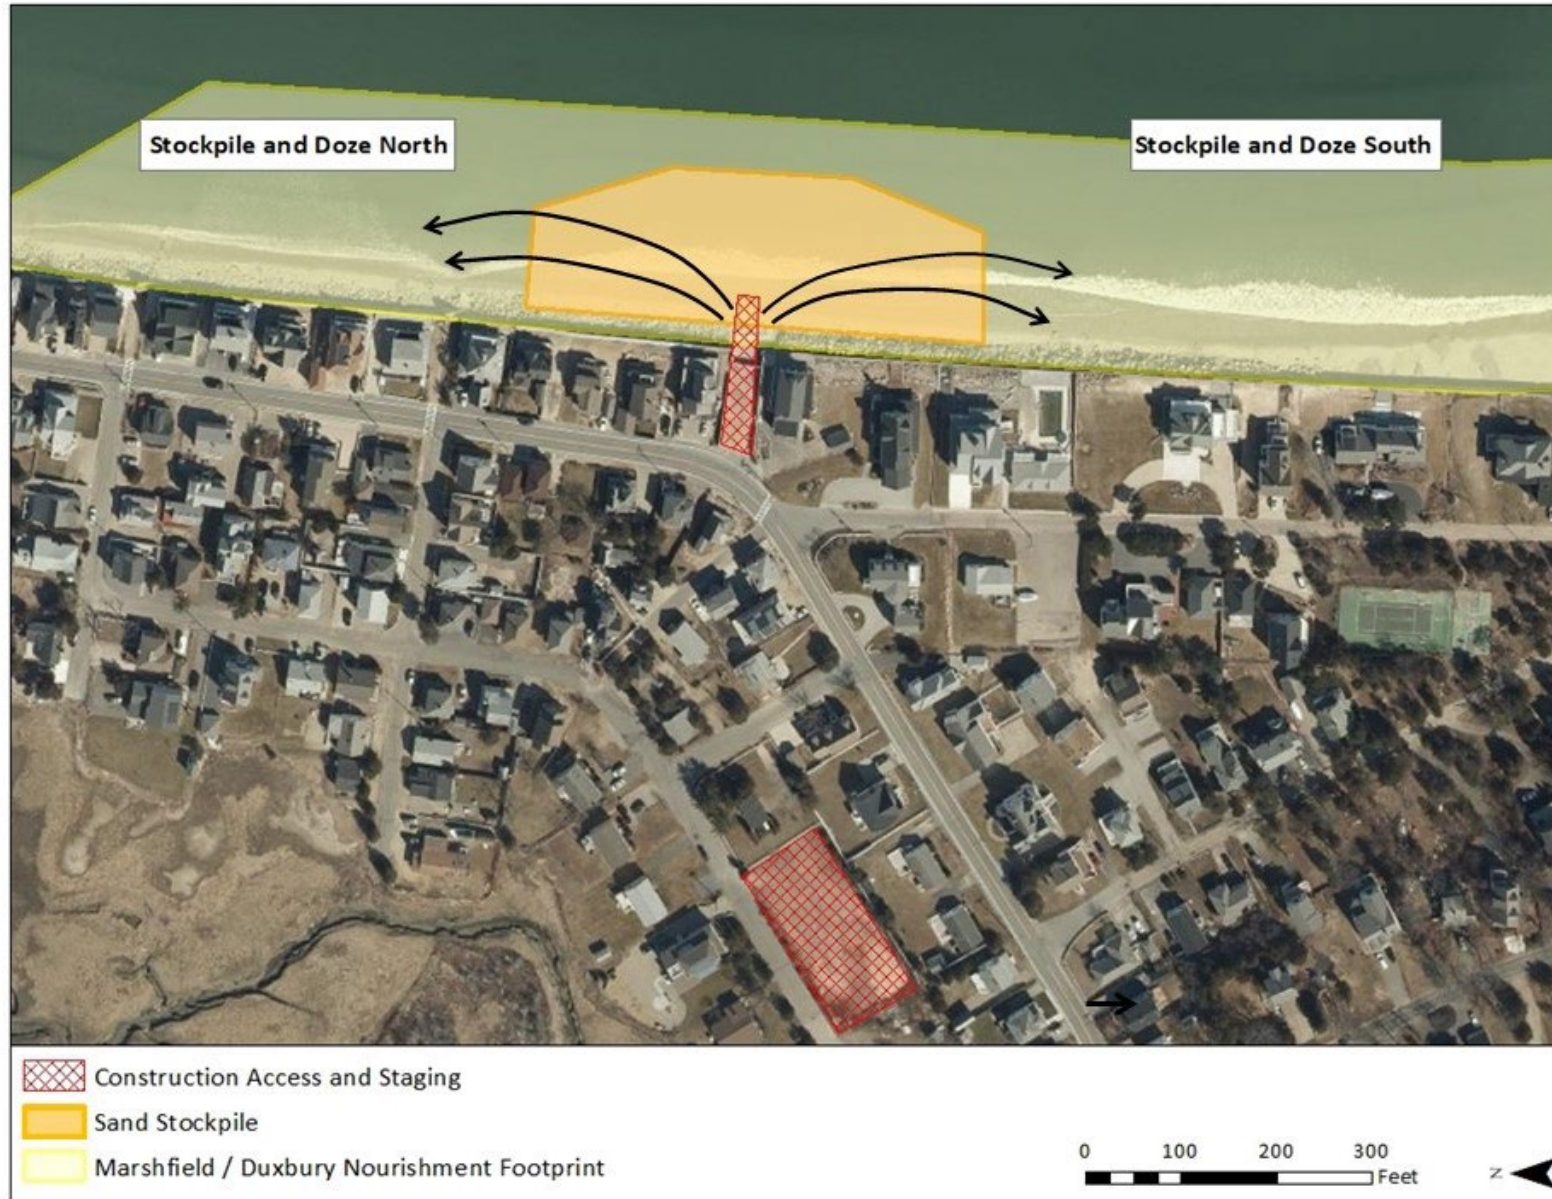 Stockpile and Doze North
Stockpile and Doze South
Construction Access and Staging
Sand Stockpile
Marshfield / Duxbury Nourishment Footprint
0 100 200 300
Feet
N